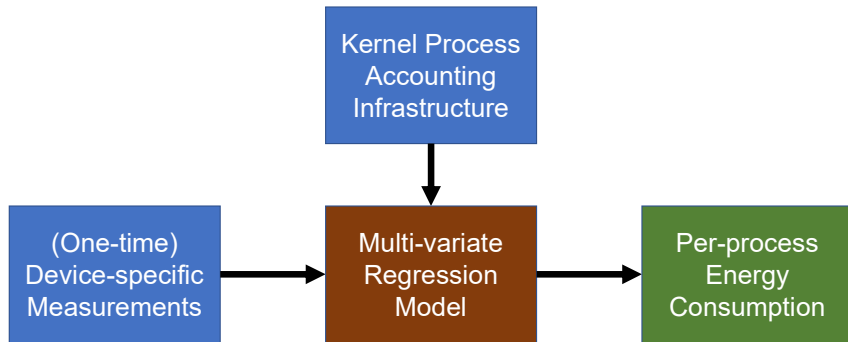 Kernel Process
Accounting
Infrastructure
(One-time)
Device-specific
Measurements
Multi-variate
Regression
Model
Per-process
Energy
Consumption